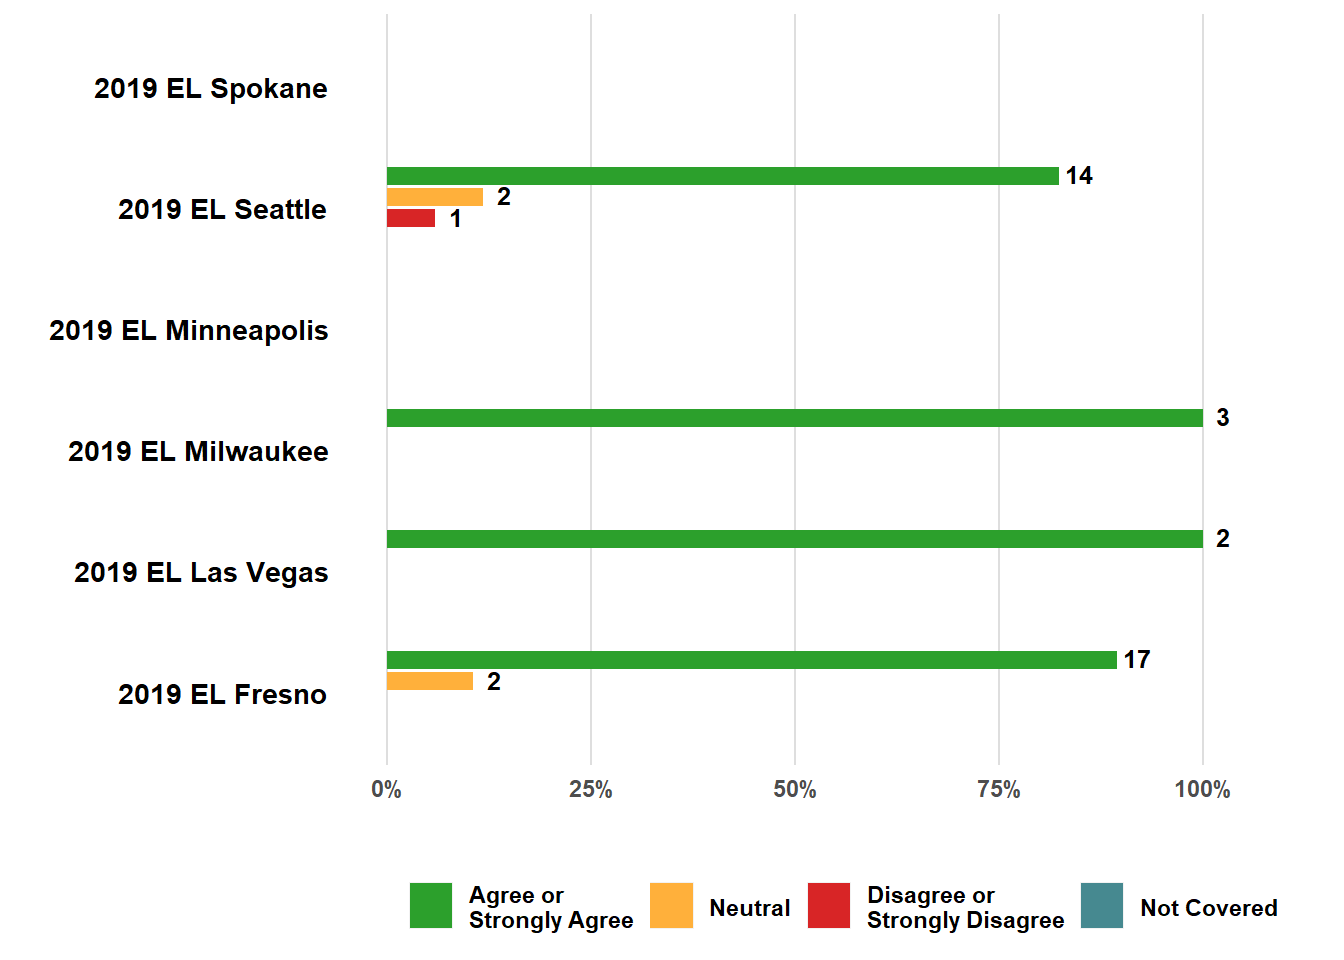 2019 EL Spokane
14
2
2019 EL Seattle
1
2019 EL Minneapolis
3
2019 EL Milwaukee
2
2019 EL Las Vegas
17
2
2019 EL Fresno
0% 25% 50% 75% 100%
Agree or
Strongly Agree
Neutral
Disagree or
Strongly Disagree
Not Covered